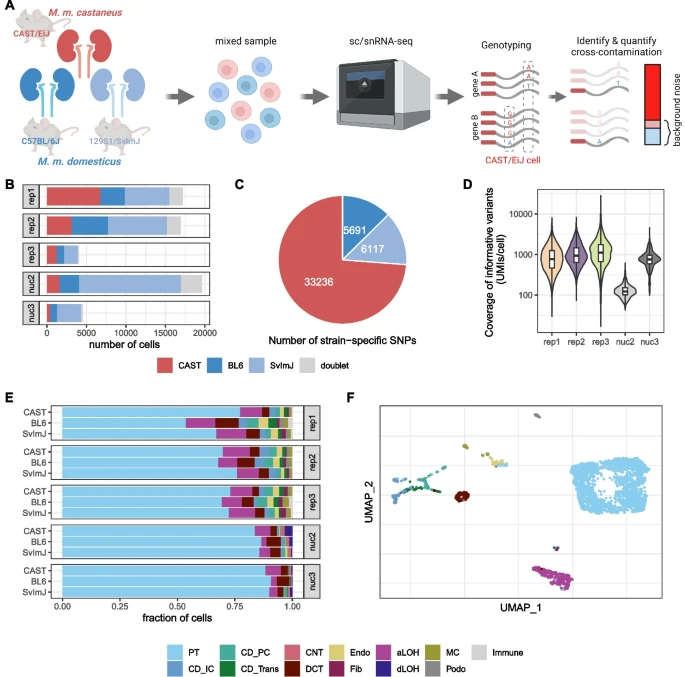 A
M. m. castaneus
CAST/EiJ
C57BL/6J
129S1/SvImJ
M. m. domesticus
mixed sample
sc/snRNA-seq
Genotyping
gene A
gene B
A
A
T
G
G
G
A
CAST/EiJ cell
Identify & quantify
cross-contamination
background noise
B
rep1
rep2
rep3
nuc2
nuc3
0
5000
10000
15000
20000
number of cells
C
5691
6117
33236
Number of strain-specific SNPs
CAST
BL6
SvImJ
doublet
D
Coverage of informative variants
(UMIs/cell)
10000
1000
100
rep1
rep2
rep3
nuc2
nuc3
E
CAST
BL6
SvImJ
rep1
CAST
BL6
SvImJ
rep2
CAST
BL6
SvImJ
rep3
CAST
BL6
SvImJ
nuc2
CAST
BL6
SvImJ
nuc3
0.00
0.25
0.50
0.75
1.00
fraction of cells
F
UMAP_2
UMAP_1
PT
CD_PC
CNT
Endo
aLOH
MC
Immune
CD_IC
CD_Trans
DCT
Fib
dLOH
Podo